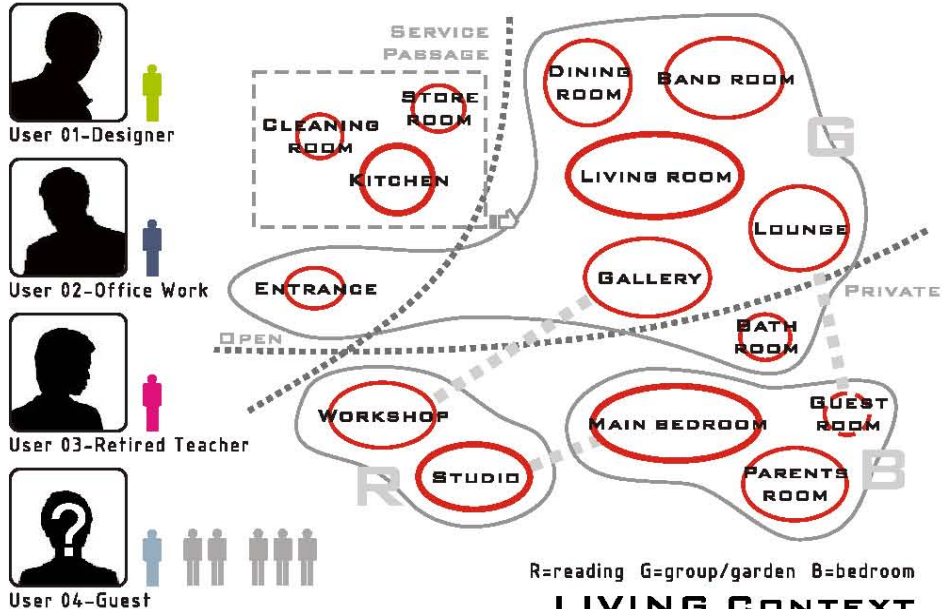 User 01-Designer
User 02-Office Work
User 03-Retired Teacher
?
User 04-Guest
SERVICE
PASSAGE
STORE
ROOM
CLEANING
ROOM
KITCHEN
ENTRANCE
OPEN
DINING
ROOM
BAND ROOM
G
LIVING ROOM
LOUNGE
GALLERY
PRIVATE
BATH
ROOM
WORKSHOP
STUDIO
R
MAIN BEDROOM
GUEST
ROOM
PARENTS
ROOM
B
R=reading G=group/garden B=bedroom
LIVING CONTEXT